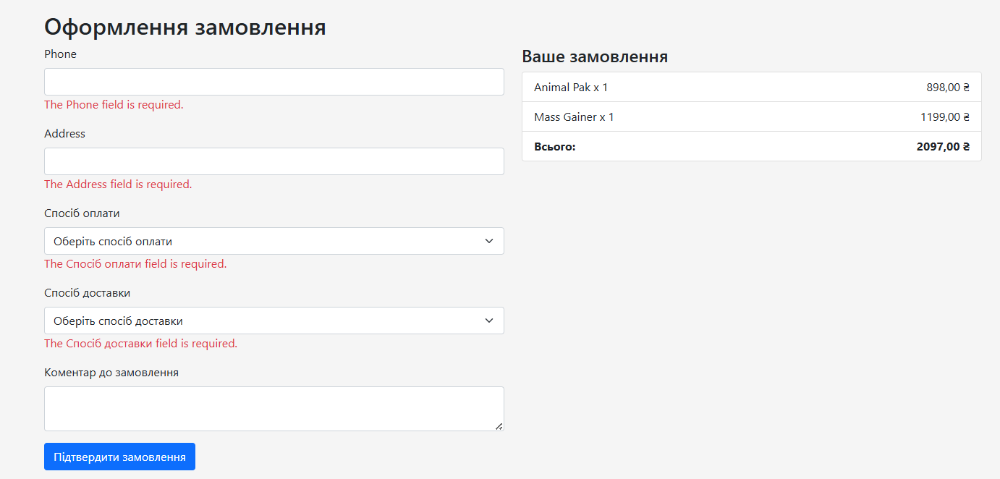 Оформлення замовлення
Phone
The Phone field is required.
Address
The Address field is required.
Спосіб оплати
Оберіть спосіб оплати
The Спосіб оплати field is required.
Спосіб доставки
Оберіть спосіб доставки
The Спосіб доставки field is required.
Коментар до замовлення
Підтвердити замовлення
Ваше замовлення
Animal Pak x 1 898,00 ₴
Mass Gainer x 1 1199,00 ₴
Всього: 2097,00 ₴